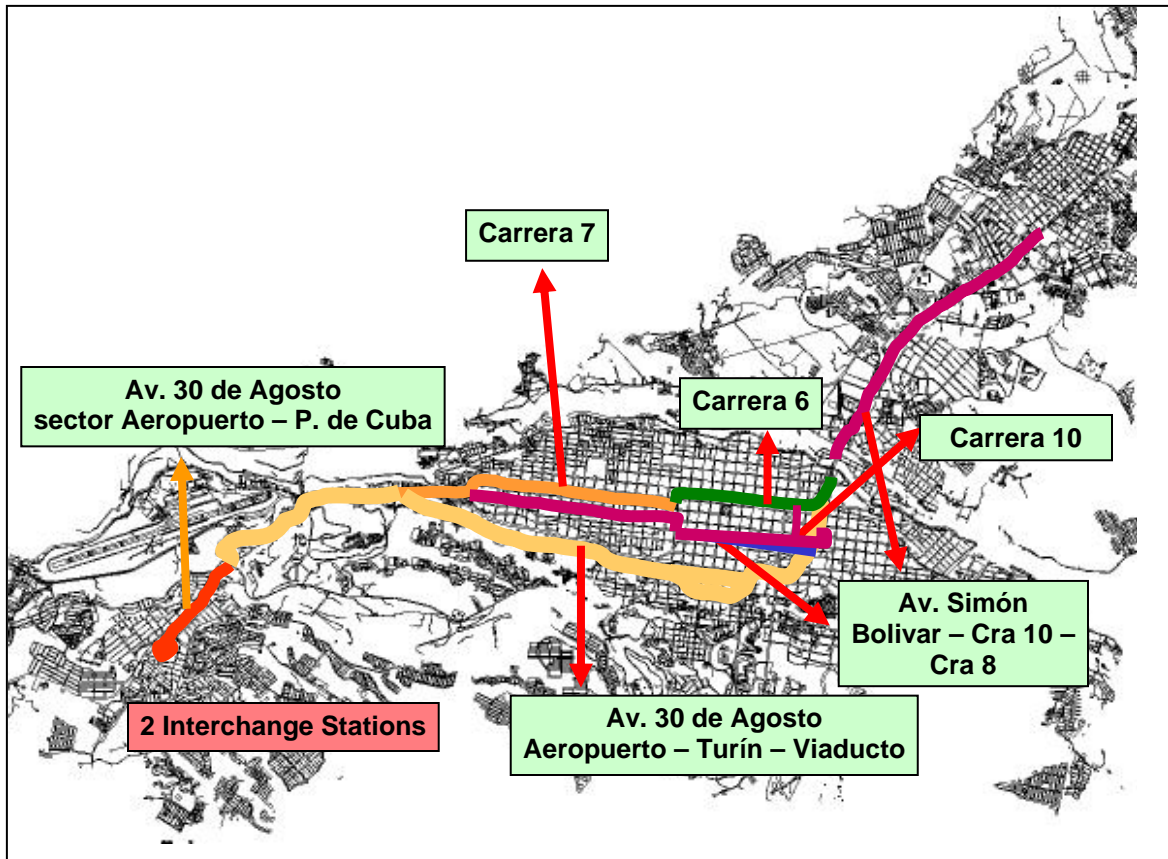 Carrera 7
Av. 30 de Agosto
sector Aeropuerto – P. de Cuba
Carrera 6
Carrera 10
Av. Simón
Bolivar – Cra 10 –
Cra 8
2 Interchange Stations
Av. 30 de Agosto
Aeropuerto – Turín – Viaducto